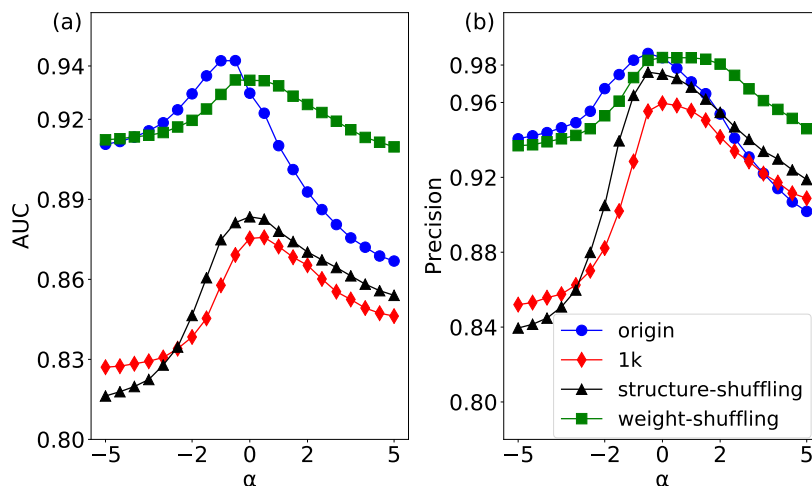 (a)
AUC
0.94
0.92
0.89
0.86
0.83
0.80
−5
−2
0
2
5
α
(b)
Precision
0.98
0.96
0.92
0.88
0.84
0.80
origin
1k
structure-shuffling
weight-shuffling
−5
−2
0
2
5
α